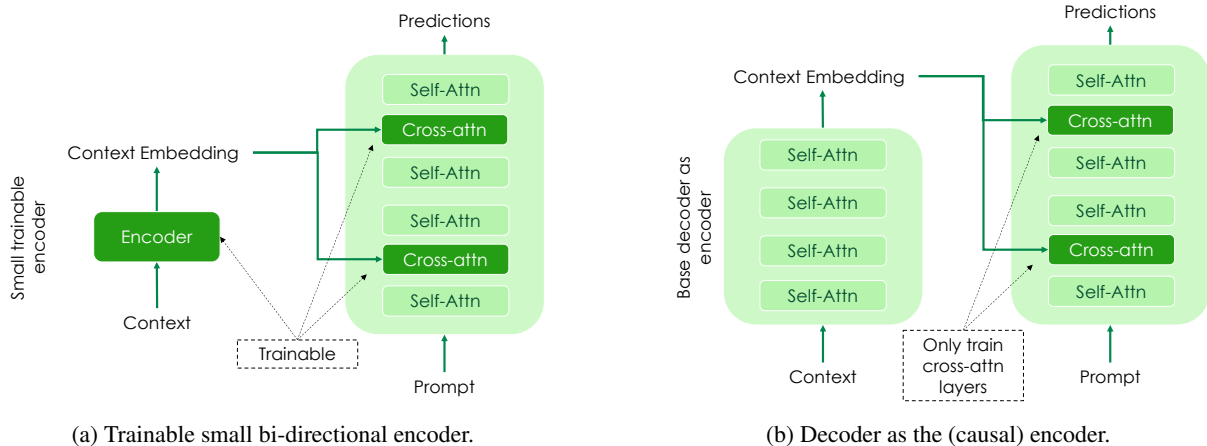 Predictions
Self-Attn
Cross-attn
Context Embedding
Self-Attn
Small trainable
encoder
Encoder
Self-Attn
Cross-attn
Self-Attn
Context
Trainable
Prompt
(a) Trainable small bi-directional encoder.
Predictions
Context Embedding
Self-Attn
Cross-attn
Self-Attn
Self-Attn
Base decoder as
encoder
Self-Attn
Self-Attn
Self-Attn
Cross-attn
Self-Attn
Self-Attn
Only train
cross-attn
layers
Context
Prompt
(b) Decoder as the (causal) encoder.